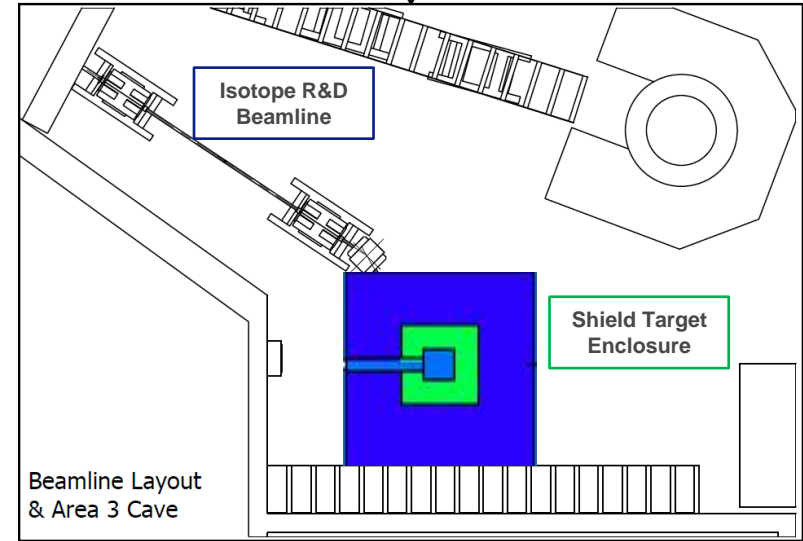 Isotope R&D
Beamline
Shield Target
Enclosure
Beamline Layout
& Area 3 Cave